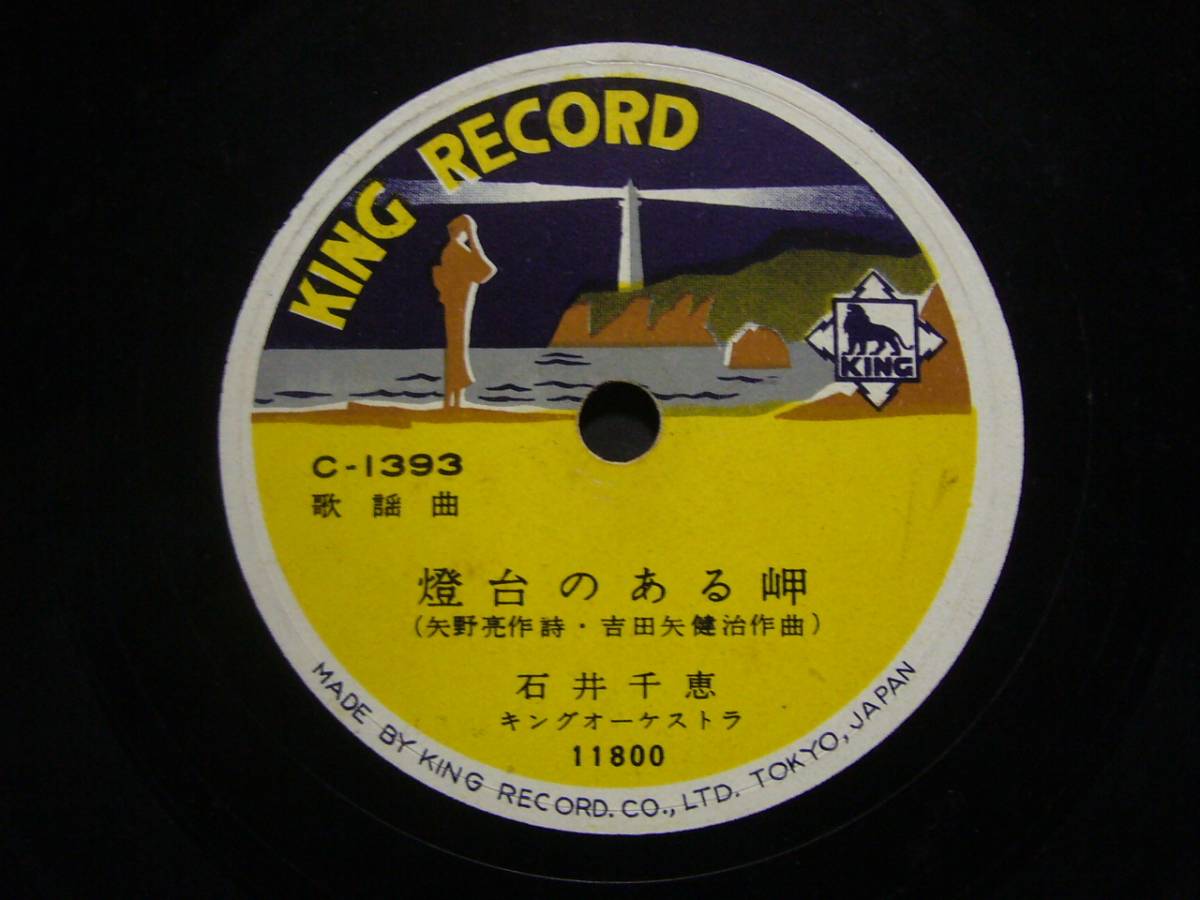 KING RECORD
KING
C-1393
歌謡曲
燈台のある岬
(矢野亮作詩・吉田矢健治作曲)
石井千恵
キングオーケストラ
11800
MADE BY KING RECORD. CO., LTD. TOKYO, JAPAN